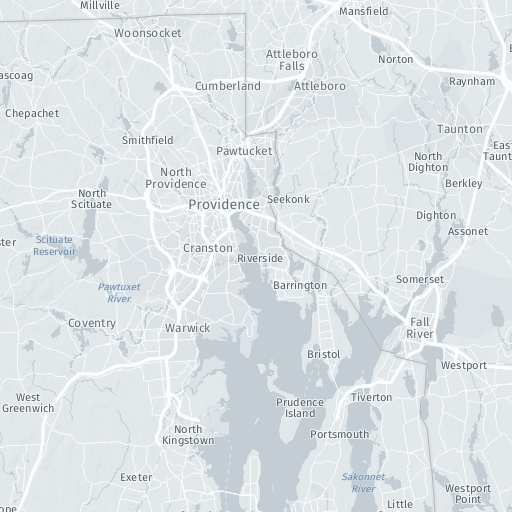 Millville
Mansfield
Woonsocket
Attleboro
Falls
Norton
ascoag
Raynham
Cumberland
Attleboro
Chepachet
Taunton
Smithfield
Pawtucket
East
Taunt
North
Dighton
North
Providence
Berkley
North
Scituate
Seekonk
Providence
Dighton
Assonet
ster
Scituate
Reservoir
Cranston
Riverside
Somerset
Pawtuxet
River
Barrington
Coventry
Warwick
Fall
River
Bristol
Westport
West
Greenwich
Prudence
Island
Tiverton
North
Kingstown
Portsmouth
Exeter
Sakonnet
River
Westport
Point
Little
ope